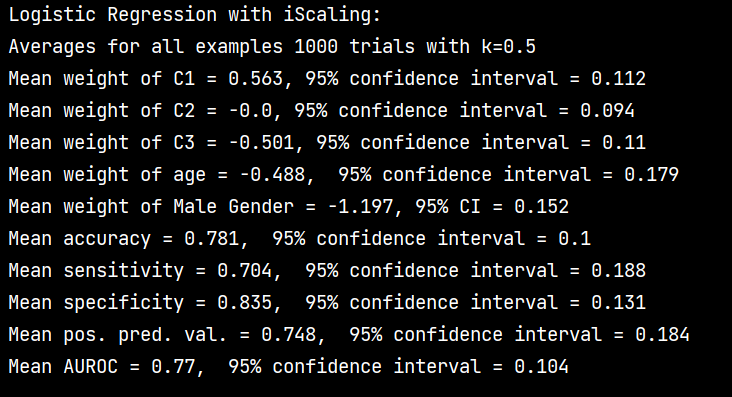 Logistic Regression with iScaling:
Averages for all examples 1000 trials with k=0.5
Mean weight of C1 = 0.563, 95% confidence interval = 0.112
Mean weight of C2 = -0.0, 95% confidence interval = 0.094
Mean weight of C3 = -0.501, 95% confidence interval = 0.11
Mean weight of age = -0.488,  95% confidence interval = 0.179
Mean weight of Male Gender = -1.197, 95% CI = 0.152
Mean accuracy = 0.781,  95% confidence interval = 0.1
Mean sensitivity = 0.704,  95% confidence interval = 0.188
Mean specificity = 0.835,  95% confidence interval = 0.131
Mean pos. pred. val. = 0.748,  95% confidence interval = 0.184
Mean AUROC = 0.77,  95% confidence interval = 0.104